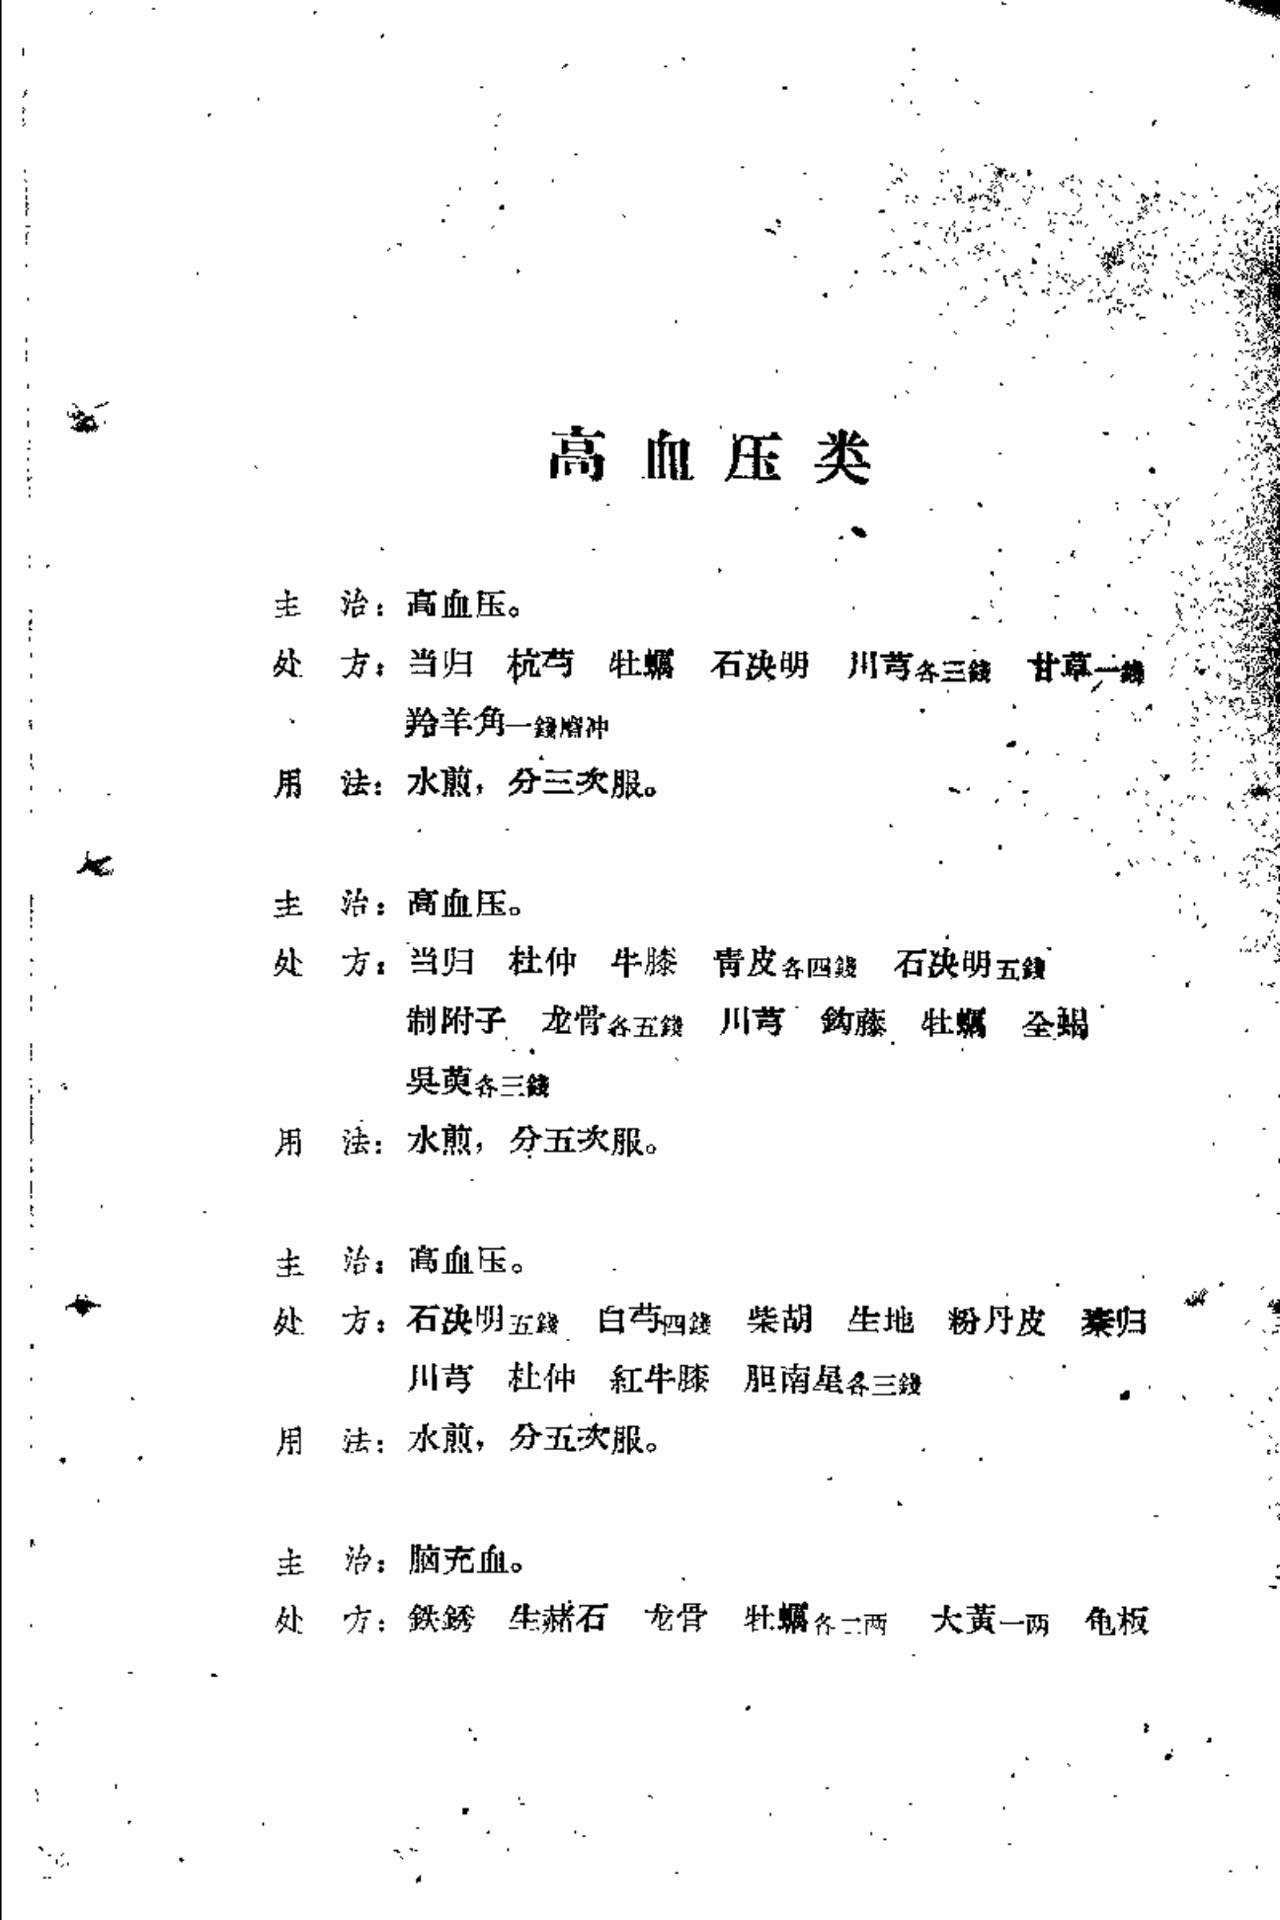 高血压类
主　治：高血压。
处　方：当归　杭芍　牡蠣　石决明　川芎各三錢　甘草一錢
羚羊角一錢磨冲
用　法：水煎，分三次服。
主　治：高血压。
处　方：当归　杜仲　牛膝　青皮各四錢　石决明五錢
制附子　龙骨各五錢　川芎　鈎藤　牡蠣　全蝎
吳萸各三錢
用　法：水煎，分五次服。
主　治：高血压。
处　方：石决明五錢　白芍四錢　柴胡　生地　粉丹皮　秦归
川芎　杜仲　紅牛膝　胆南星各三錢
用　法：水煎，分五次服。
主　治：脑充血。
处　方：鉄銹　生赭石　龙骨　牡蠣各二两　大黃一两　龟板